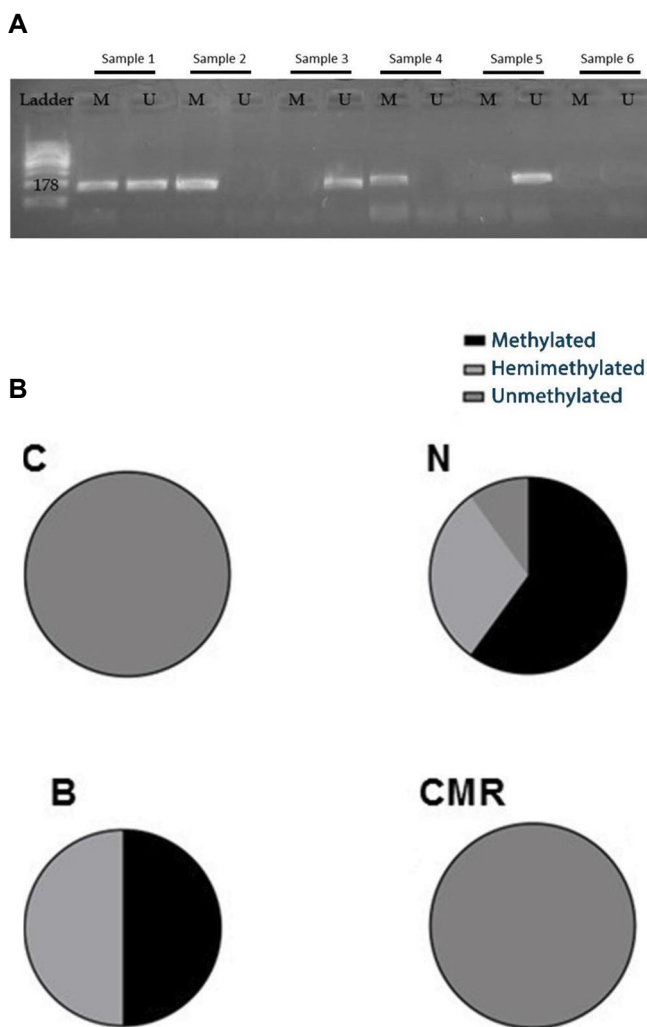 A
Sample 1 Sample 2 Sample 3 Sample 4 Sample 5 Sample 6
Ladder M U M U M U M U M U M U
178
Methylated
Hemimethylated
Unmethylated
B
C N
B CMR